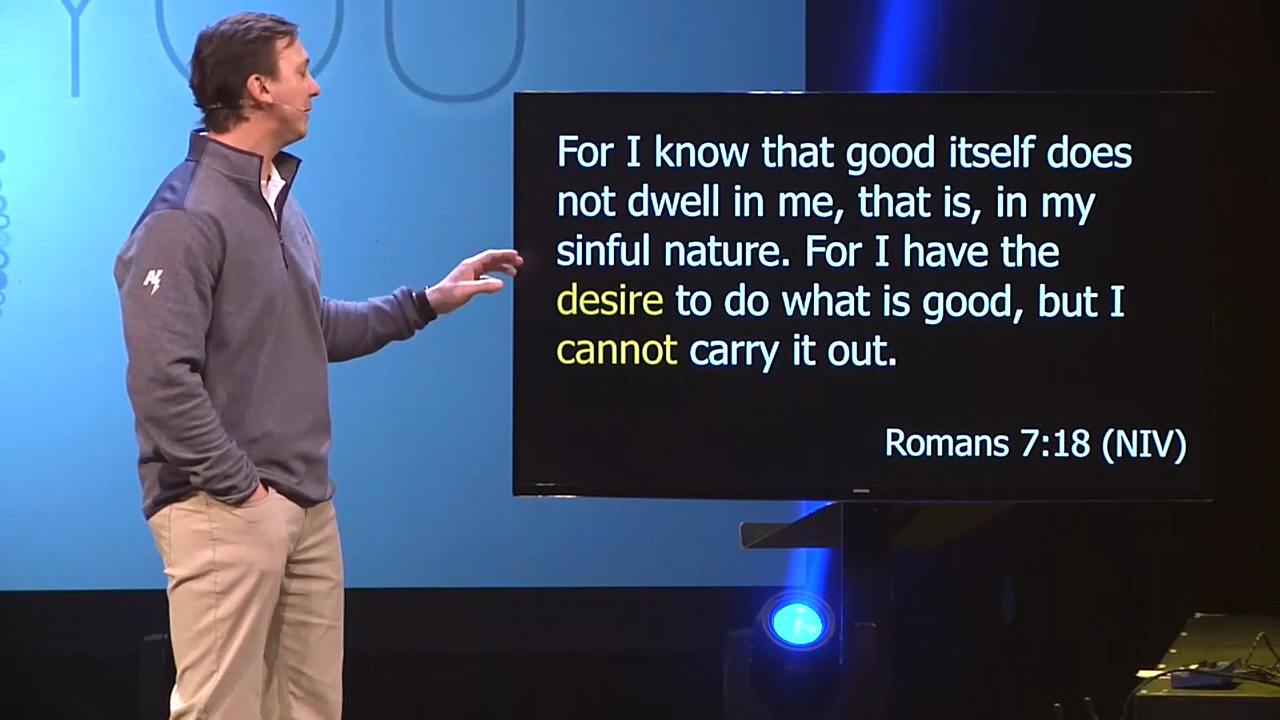 YOU
For I know that good itself does
not dwell in me, that is, in my
sinful nature. For I have the
desire to do what is good, but I
cannot carry it out.
Romans 7:18 (NIV)